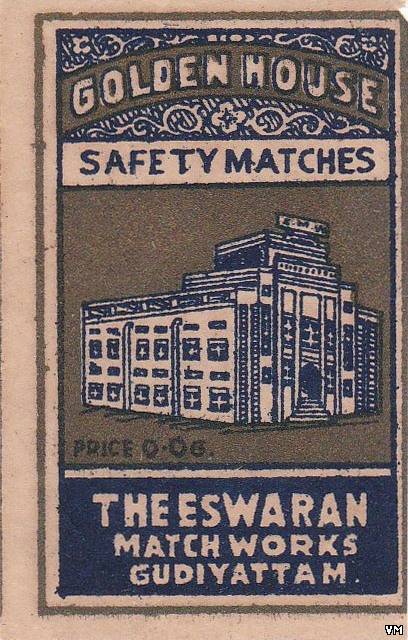 GOLDEN HOUSE
SAFETY MATCHES
PRICE 0·06.
THE ESWARAN
MATCH WORKS
GUDIYATTAM.
VM